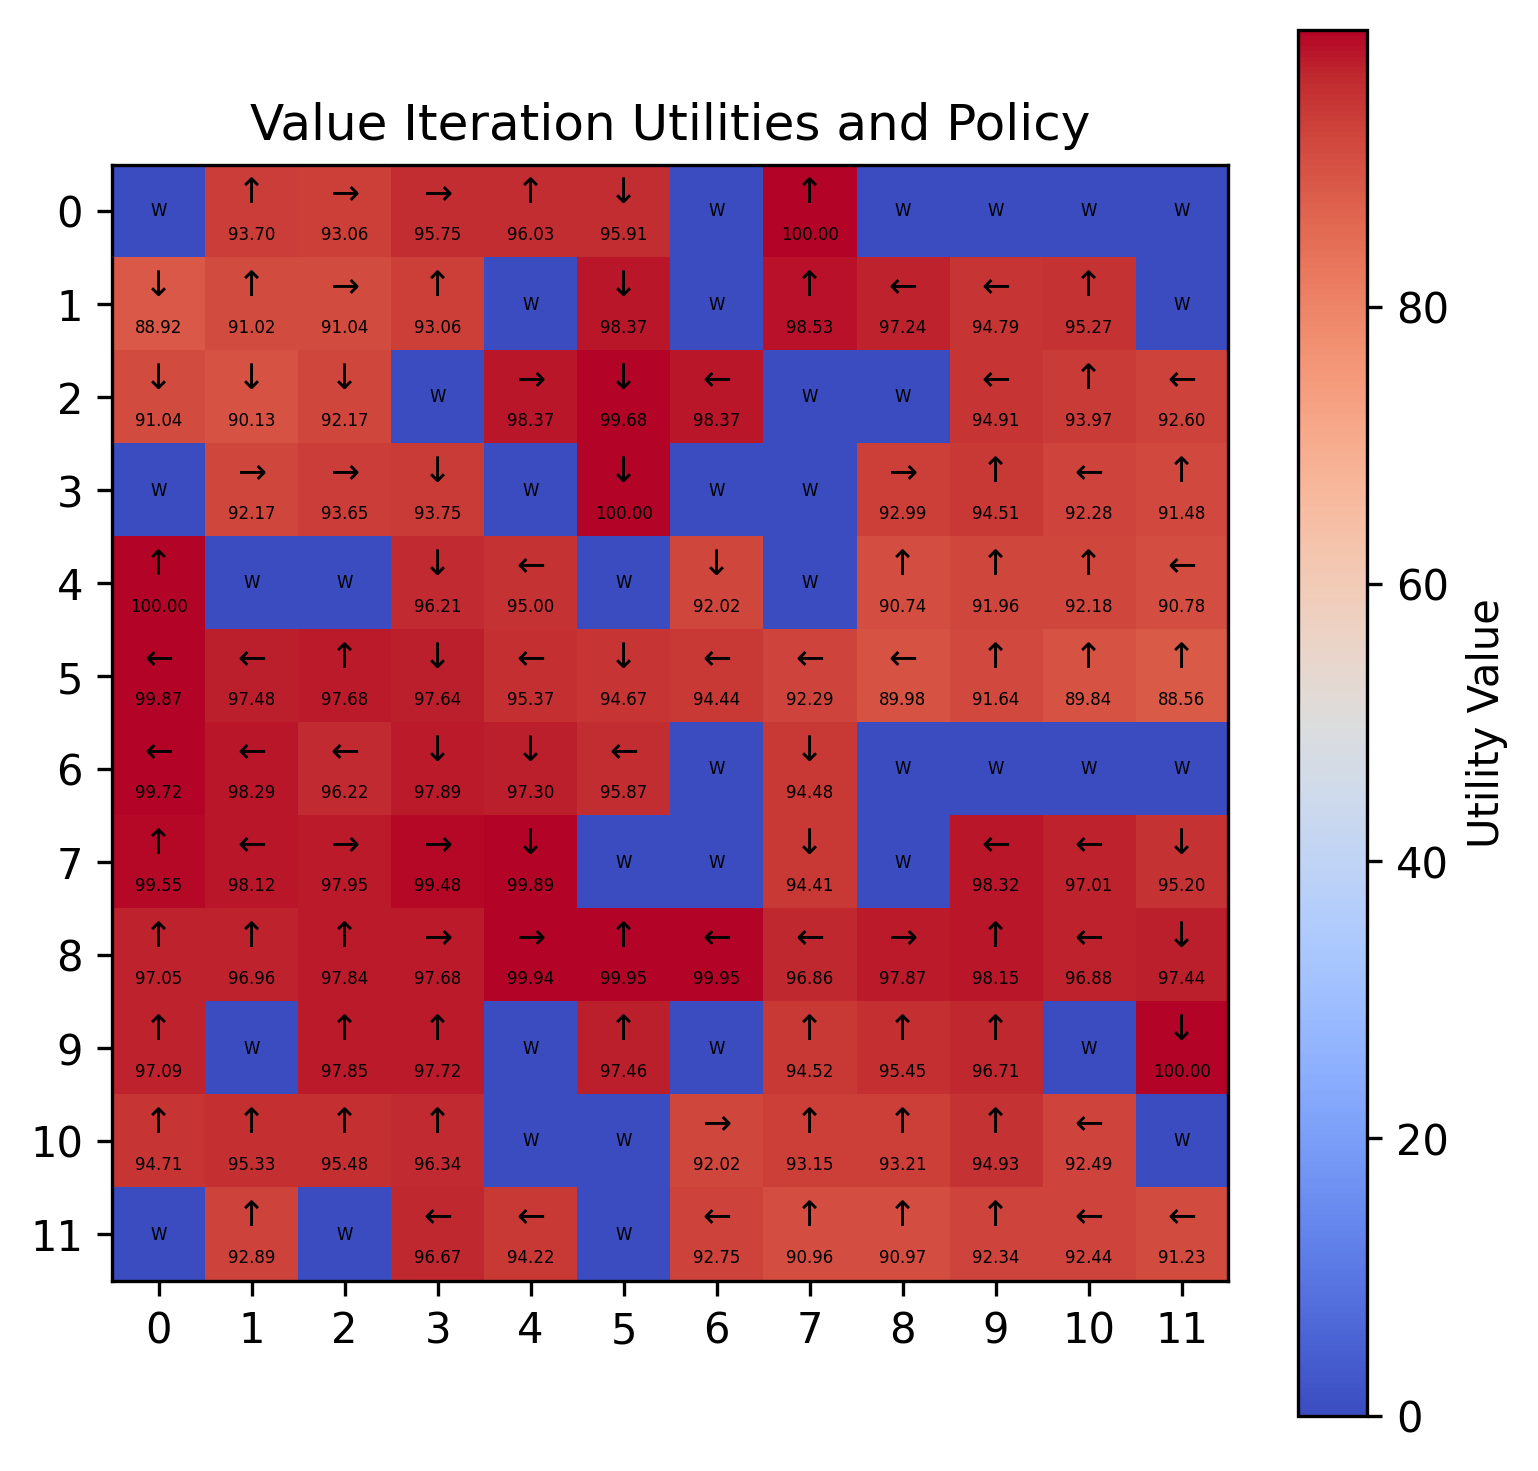 Value Iteration Utilities and Policy
0 W ↑ → → ↑ ↓ W ↑ W W W W
93.70 93.06 95.75 96.03 95.91 100.00
1 ↓ ↑ → ↑ W ↓ W ↑ ← ← ↑ W
88.92 91.02 91.04 93.06 98.37 98.53 97.24 94.79 95.27
2 ↓ ↓ ↓ W → ↓ ← W W ← ↑ ←
91.04 90.13 92.17 98.37 99.68 98.37 94.91 93.97 92.60
3 W → → ↓ W ↓ W W → ↑ ← ↑
92.17 93.65 93.75 100.00 92.99 94.51 92.28 91.48
4 ↑ W W ↓ ← W ↓ W ↑ ↑ ↑ ←
100.00 96.21 95.00 92.02 90.74 91.96 92.18 90.78
5 ← ← ↑ ↓ ← ↓ ← ← ← ↑ ↑ ↑
99.87 97.48 97.68 97.64 95.37 94.67 94.44 92.29 89.98 91.64 89.84 88.56
6 ← ← ← ↓ ↓ ← W ↓ W W W W
99.72 98.29 96.22 97.89 97.30 95.87 94.48
7 ↑ ← → → ↓ W W ↓ W ← ← ↓
99.55 98.12 97.95 99.48 99.89 94.41 98.32 97.01 95.20
8 ↑ ↑ ↑ → → ↑ ← ← → ↑ ← ↓
97.05 96.96 97.84 97.68 99.94 99.95 99.95 96.86 97.87 98.15 96.88 97.44
9 ↑ W ↑ ↑ W ↑ W ↑ ↑ ↑ W ↓
97.09 97.85 97.72 97.46 94.52 95.45 96.71 100.00
10 ↑ ↑ ↑ ↑ W W → ↑ ↑ ↑ ← W
94.71 95.33 95.48 96.34 92.02 93.15 93.21 94.93 92.49
11 W ↑ W ← ← W ← ↑ ↑ ↑ ← ←
92.89 96.67 94.22 92.75 90.96 90.97 92.34 92.44 91.23
0 1 2 3 4 5 6 7 8 9 10 11
80
60
40
20
0
Utility Value